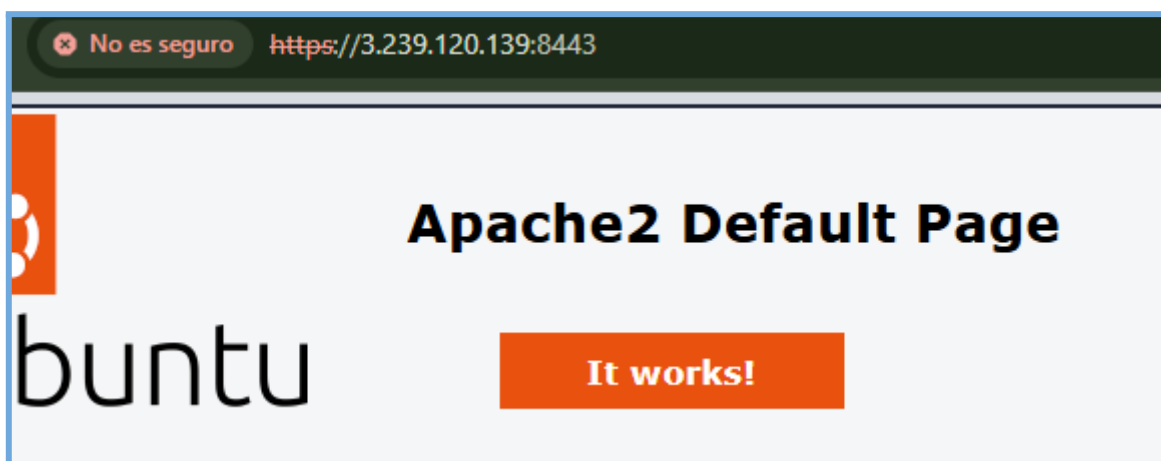 No es seguro https://3.239.120.139:8443
Apache2 Default Page
buntu
It works!